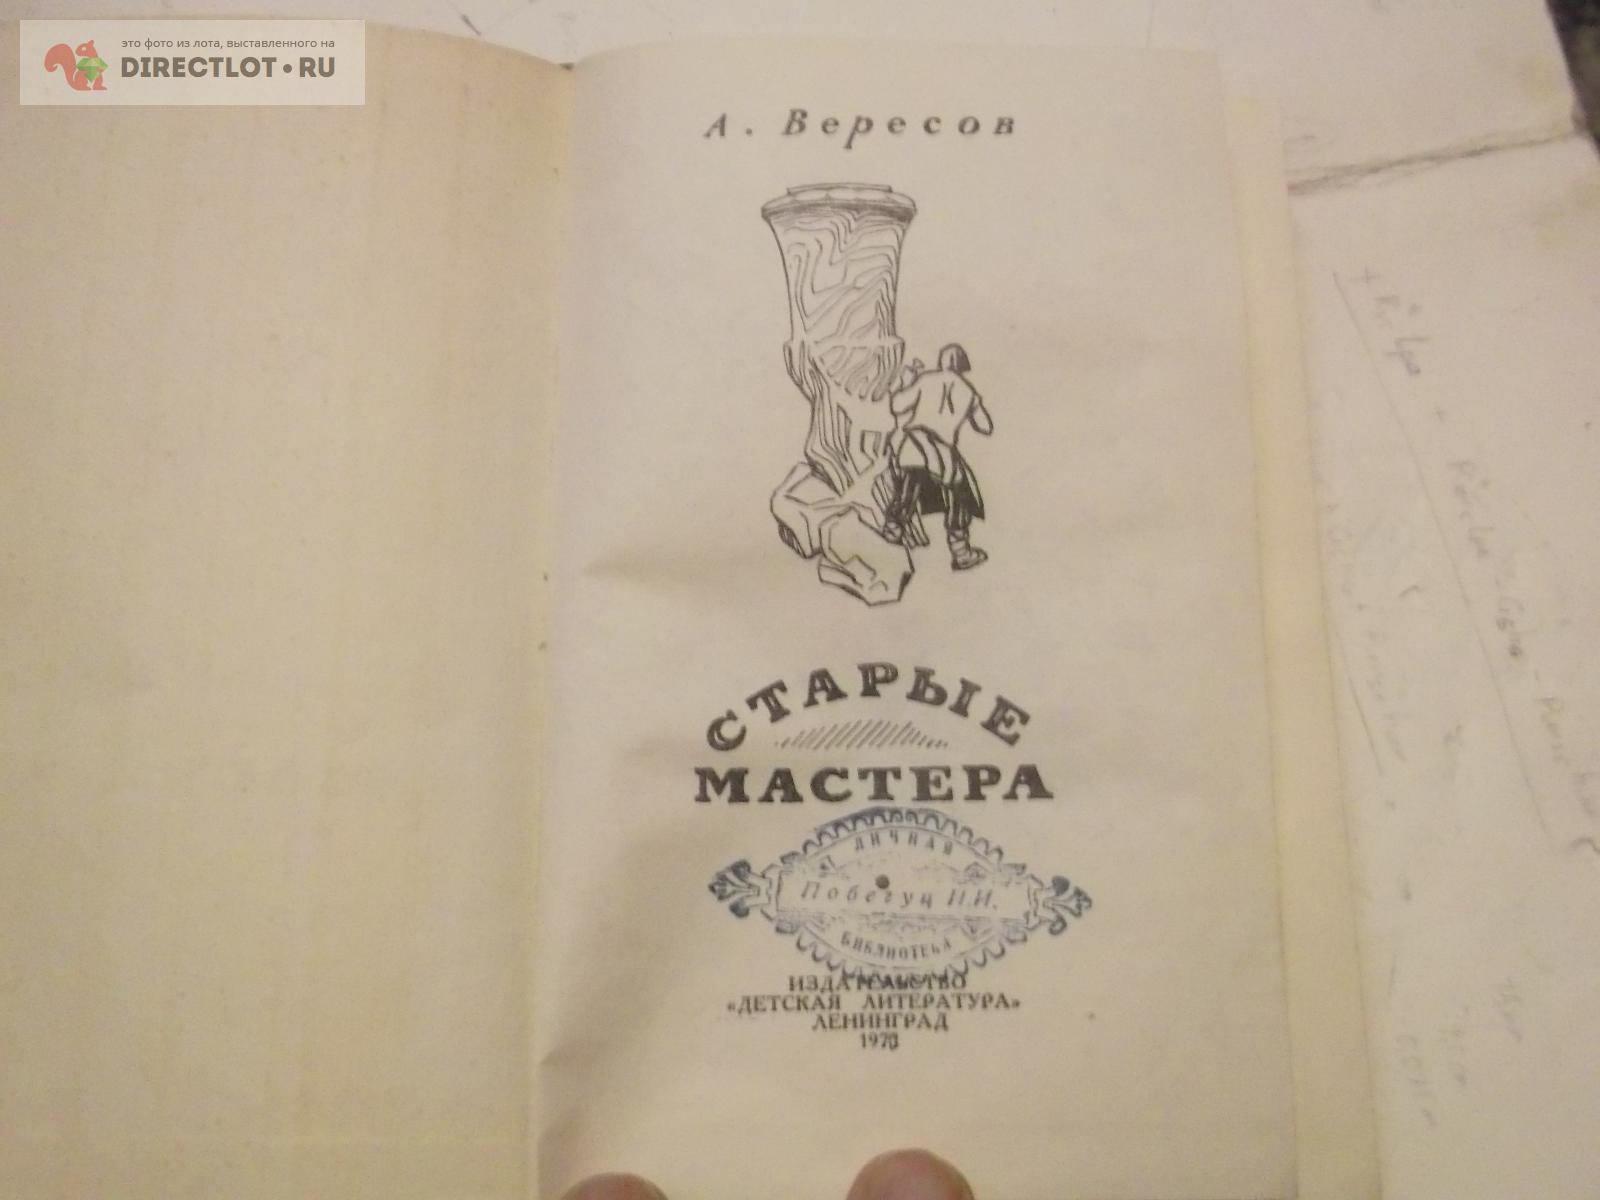 это фото из лота, выставленного на
DIRECTLOT.RU
А. Вересов
СТАРЫЕ
МАСТЕРА
ЛИЧНАЯ
Побегуц И.И.
БИБЛИОТЕКА
ИЗДАТЕЛЬСТВО
«ДЕТСКАЯ ЛИТЕРАТУРА»
ЛЕНИНГРАД